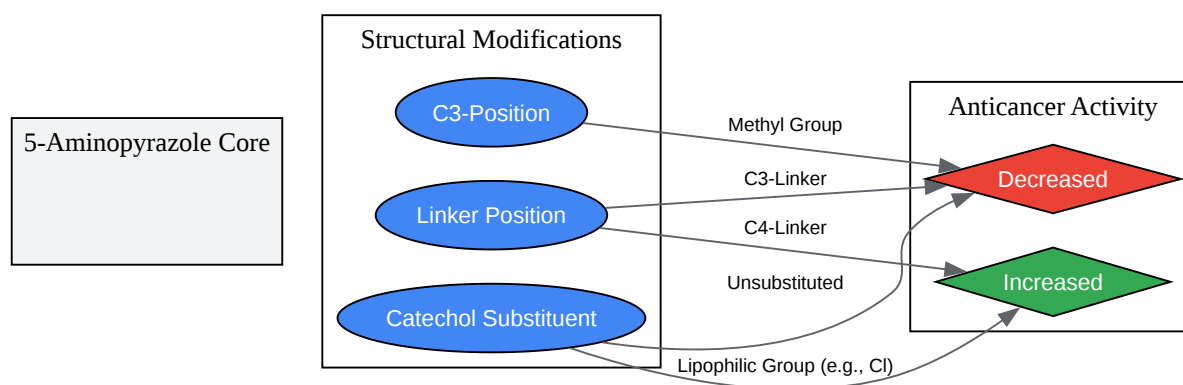 5-Aminopyrazole Core
Structural Modifications
C3-Position
Linker Position
Catechol Substituent
Methyl Group
C3-Linker
C4-Linker
Unsubstituted
Lipophilic Group (e.g., Cl)
Anticancer Activity
Decreased
Increased